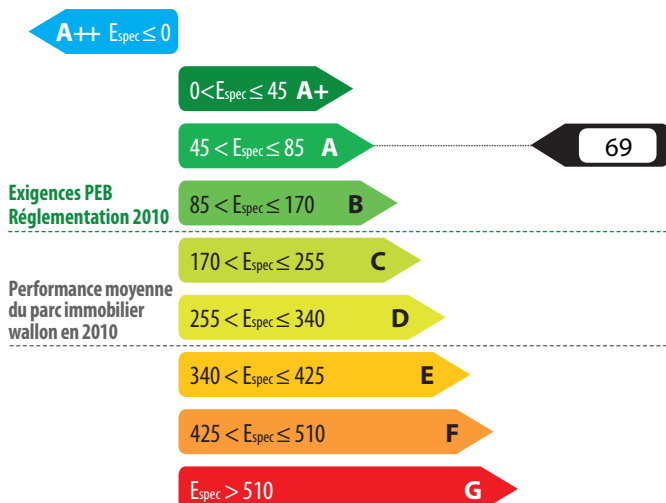 A++ Espec ≤ 0
0<Espec ≤ 45 A+
45 < Espec ≤ 85 A
69
Exigences PEB
Réglementation 2010
85 < Espec ≤ 170 B
170 < Espec ≤ 255 C
Performance moyenne
du parc immobilier
wallon en 2010
255 < Espec ≤ 340 D
340 < Espec ≤ 425 E
425 < Espec ≤ 510 F
Espec > 510 G